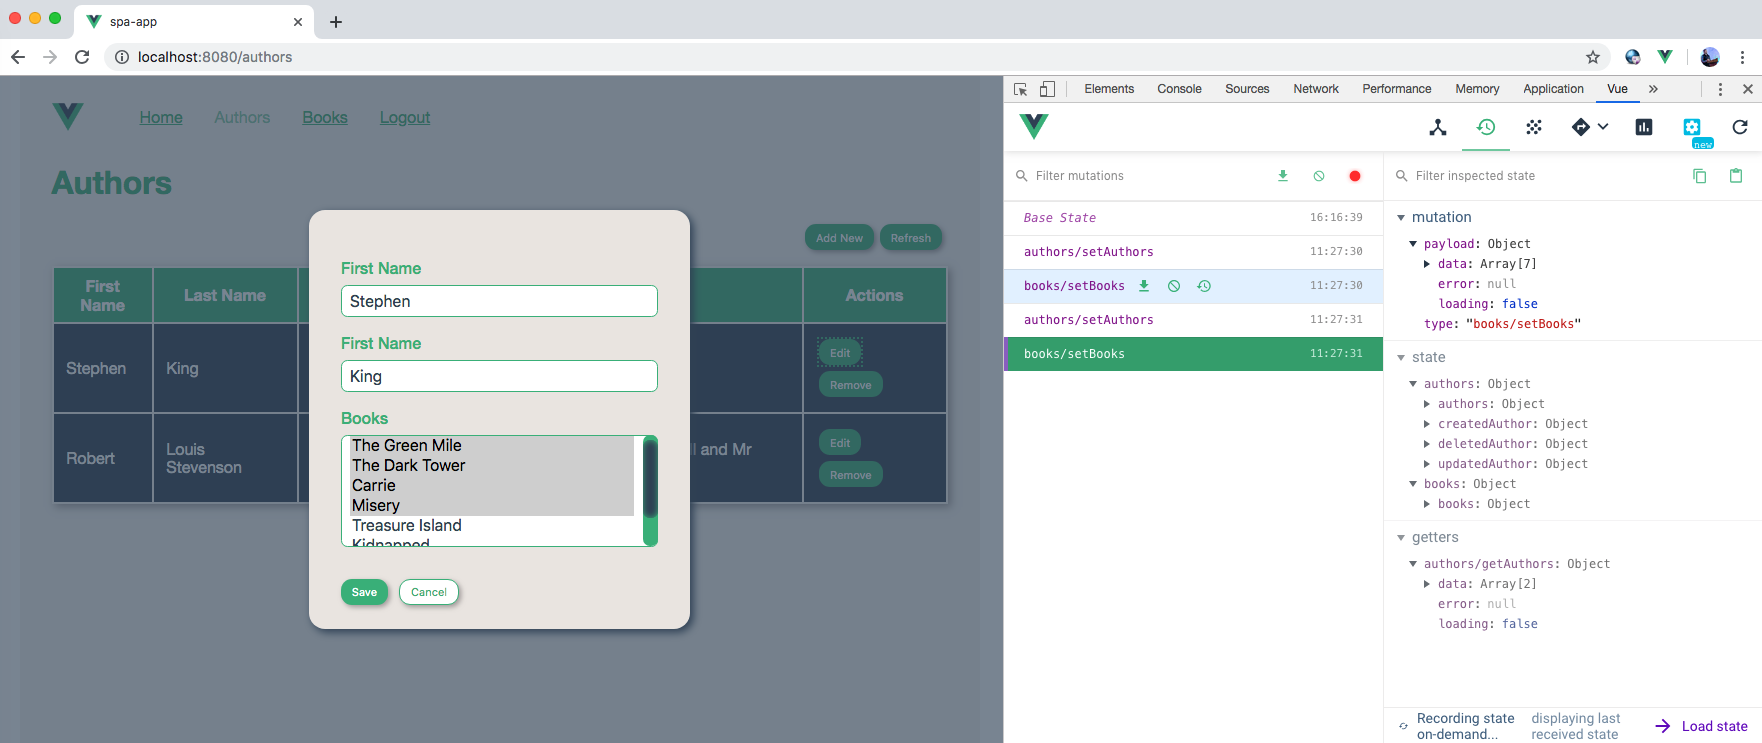 spa-app
localhost:8080/authors
Home Authors Books Logout
Authors
Add New Refresh
First Name
Last Name
Actions
Stephen
King
Edit
Remove
Robert
Louis Stevenson
l and Mr
Edit
Remove
First Name
Stephen
First Name
King
Books
The Green Mile
The Dark Tower
Carrie
Misery
Treasure Island
Kidnapped
Save Cancel
Elements Console Sources Network Performance Memory Application Vue »
new
Filter mutations
Base State 16:16:39
authors/setAuthors 11:27:30
books/setBooks 11:27:30
authors/setAuthors 11:27:31
books/setBooks 11:27:31
Filter inspected state
mutation
payload: Object
data: Array[7]
error: null
loading: false
type: "books/setBooks"
state
authors: Object
authors: Object
createdAuthor: Object
deletedAuthor: Object
updatedAuthor: Object
books: Object
books: Object
getters
authors/getAuthors: Object
data: Array[2]
error: null
loading: false
Recording state
on-demand...
displaying last
received state
Load state